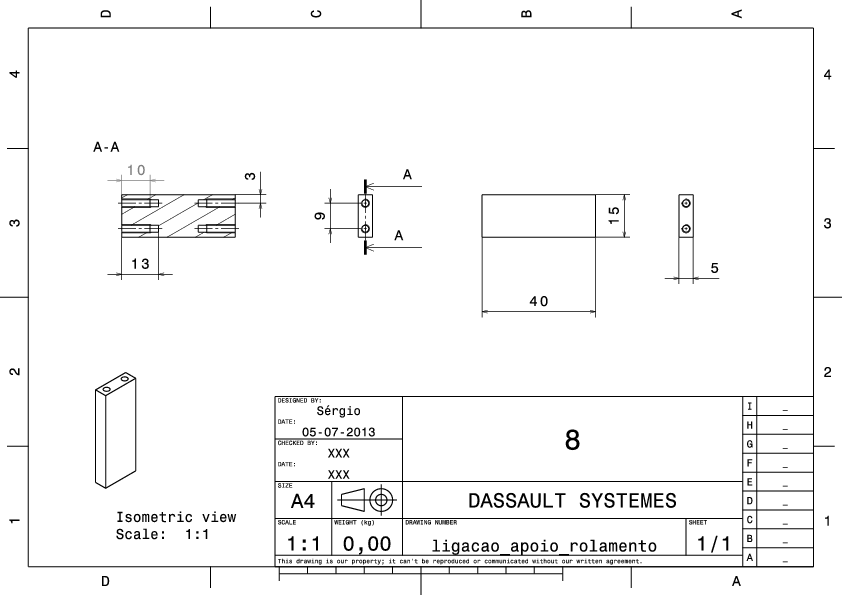 D C B A
4 4
A-A
10
3
A
9
A
13
15
40
5
3 3
2 2
1 1
Isometric view
Scale: 1:1
DESIGNED BY:
Sérgio
DATE:
05-07-2013
CHECKED BY:
XXX
DATE:
XXX
SIZE
A4
8
DASSAULT SYSTEMES
SCALE
1:1
WEIGHT (kg)
0,00
DRAWING NUMBER
ligacao_apoio_rolamento
SHEET
1/1
This drawing is our property; it can't be reproduced or communicated without our written agreement.
I _
H _
G _
F _
E _
D _
C _
B _
A _
D A